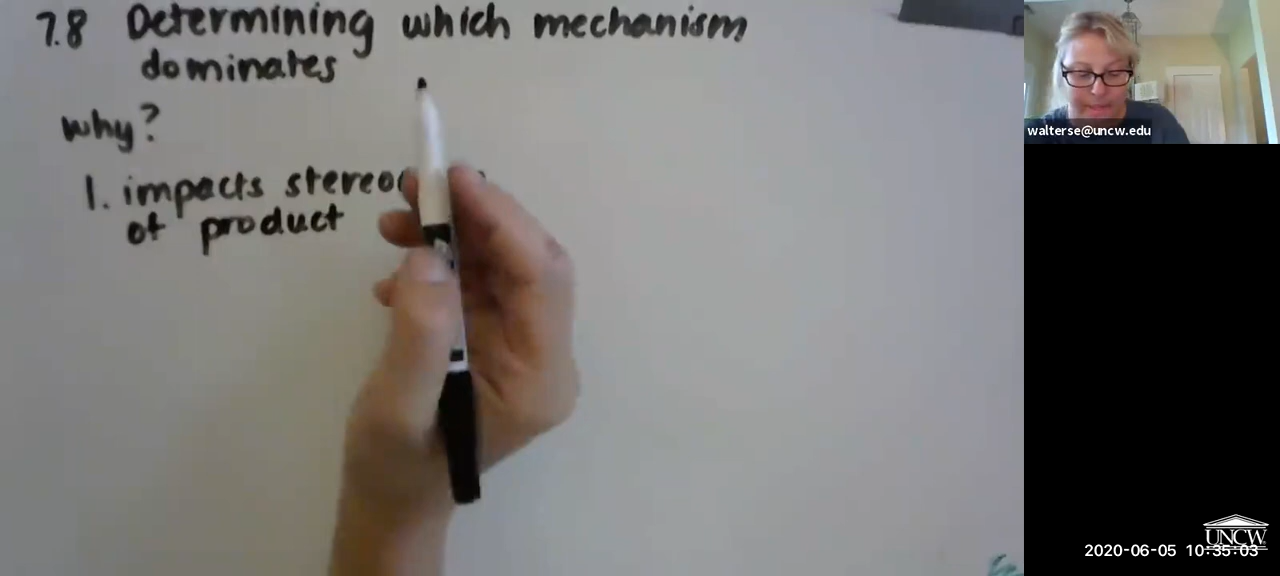 7.8 Determining which mechanism
dominates
why?
1. impacts
of product
walterse@uncw.edu
UNCW
2020-06-05 10:35:03